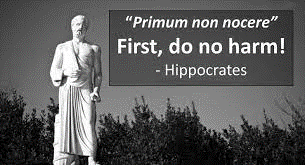 “Primum non nocere”
First, do no harm!
- Hippocrates